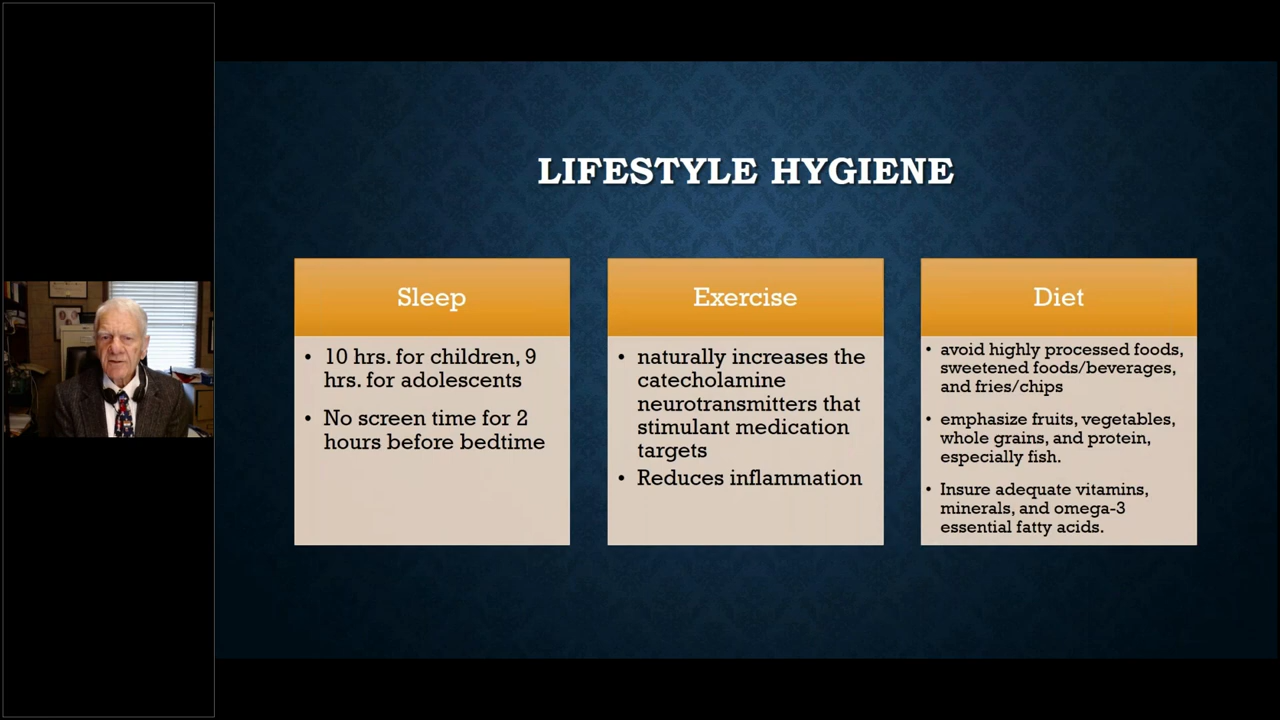 LIFESTYLE HYGIENE
Sleep
• 10 hrs. for children, 9
hrs. for adolescents
• No screen time for 2
hours before bedtime
Exercise
• naturally increases the
catecholamine
neurotransmitters that
stimulant medication
targets
• Reduces inflammation
Diet
• avoid highly processed foods,
sweetened foods/beverages,
and fries/chips
• emphasize fruits, vegetables,
whole grains, and protein,
especially fish.
• Insure adequate vitamins,
minerals, and omega-3
essential fatty acids.